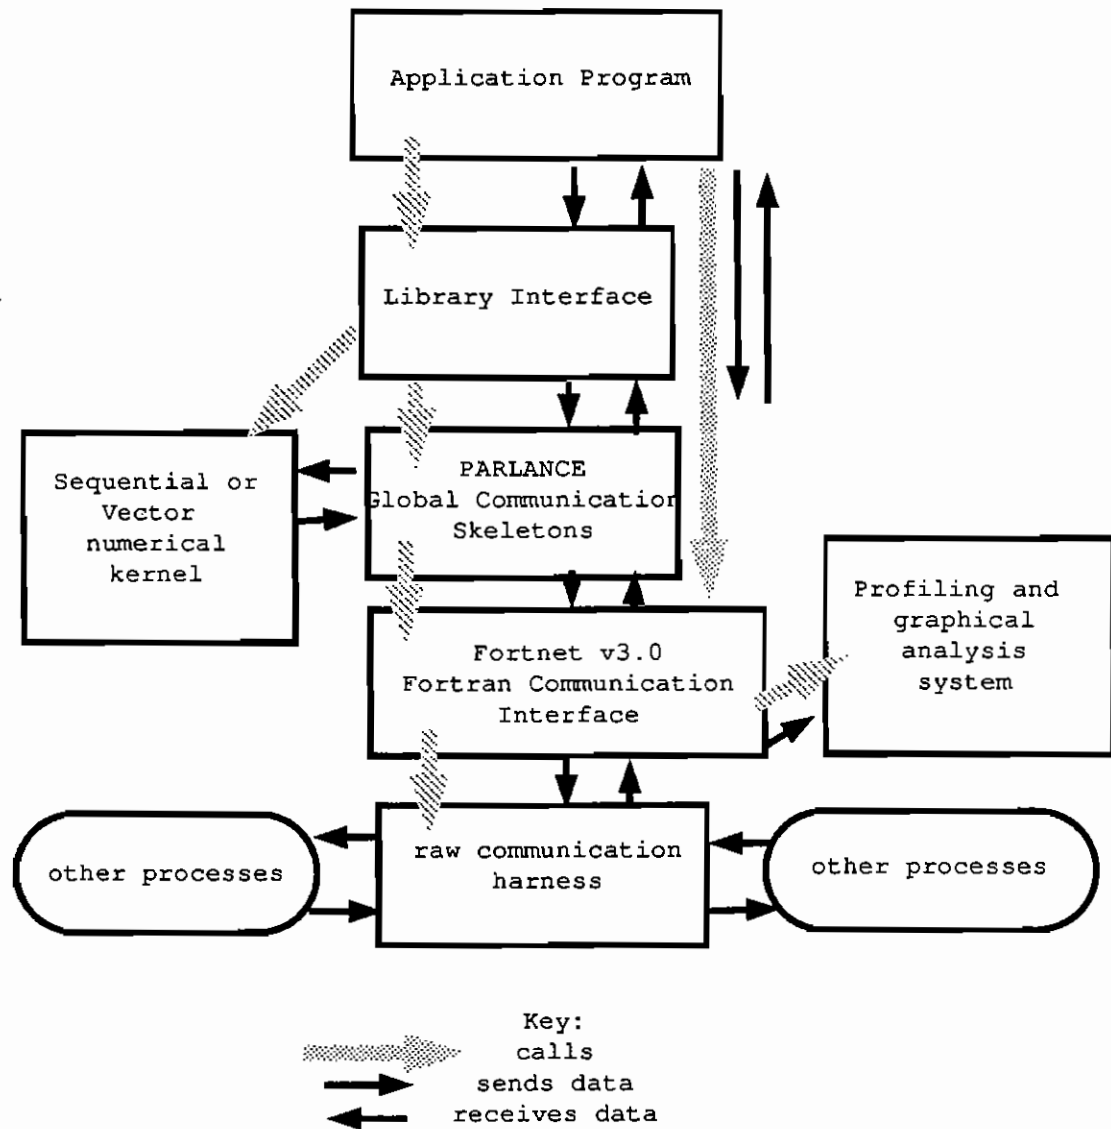 Application Program
Library Interface
Sequential or
Vector
numerical
kernel
PARLANCE
Global Communication
Skeletons
Profiling and
graphical
analysis
system
Fortnet v3.0
Fortran Communication
Interface
other processes
raw communication
harness
other processes
Key:
calls
sends data
receives data